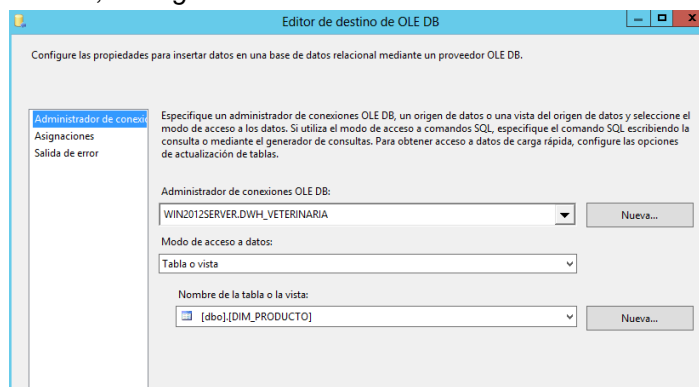 Editor de destino de OLE DB
Configure las propiedades para insertar datos en una base de datos relacional mediante un proveedor OLE DB.
Administrador de conexi
Asignaciones
Salida de error
Especifique un administrador de conexiones OLE DB, un origen de datos o una vista del origen de datos y seleccione el
modo de acceso a los datos. Si utiliza el modo de acceso a comandos SQL, especifique el comando SQL escribiendo la
consulta o mediante el generador de consultas. Para obtener acceso a datos de carga rápida, configure las opciones
de actualización de tablas.
Administrador de conexiones OLE DB:
WIN2012SERVER.DWH_VETERINARIA
Nueva...
Modo de acceso a datos:
Tabla o vista
Nombre de la tabla o la vista:
[dbo].[DIM_PRODUCTO]
Nueva...